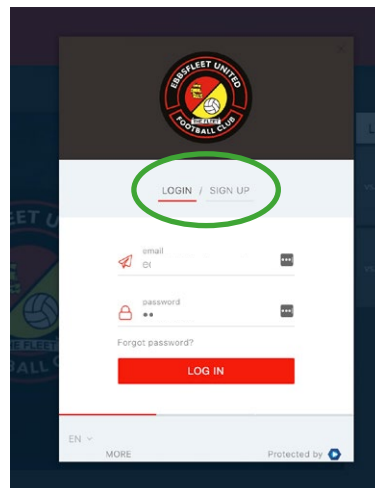 EBBSFLEET UNITED
THE FLEET
FOOTBALL CLUB
LOGIN / SIGN UP
email
password
••
Forgot password?
LOG IN
EN
MORE
Protected by